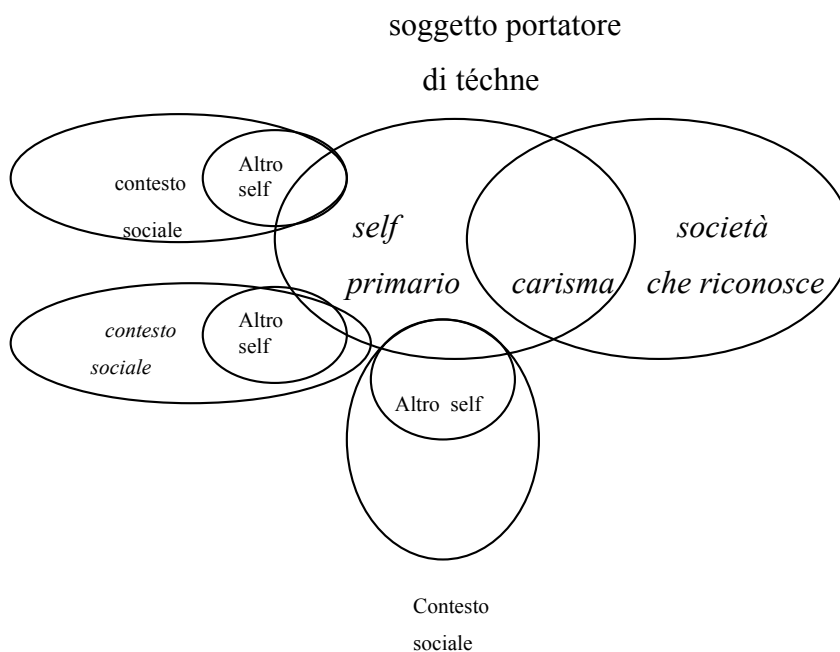 soggetto portatore
di téchne
Altro
self
contesto
sociale
self
primario
carisma
società
che riconosce
Altro
self
contesto
sociale
Altro self
Contesto
sociale